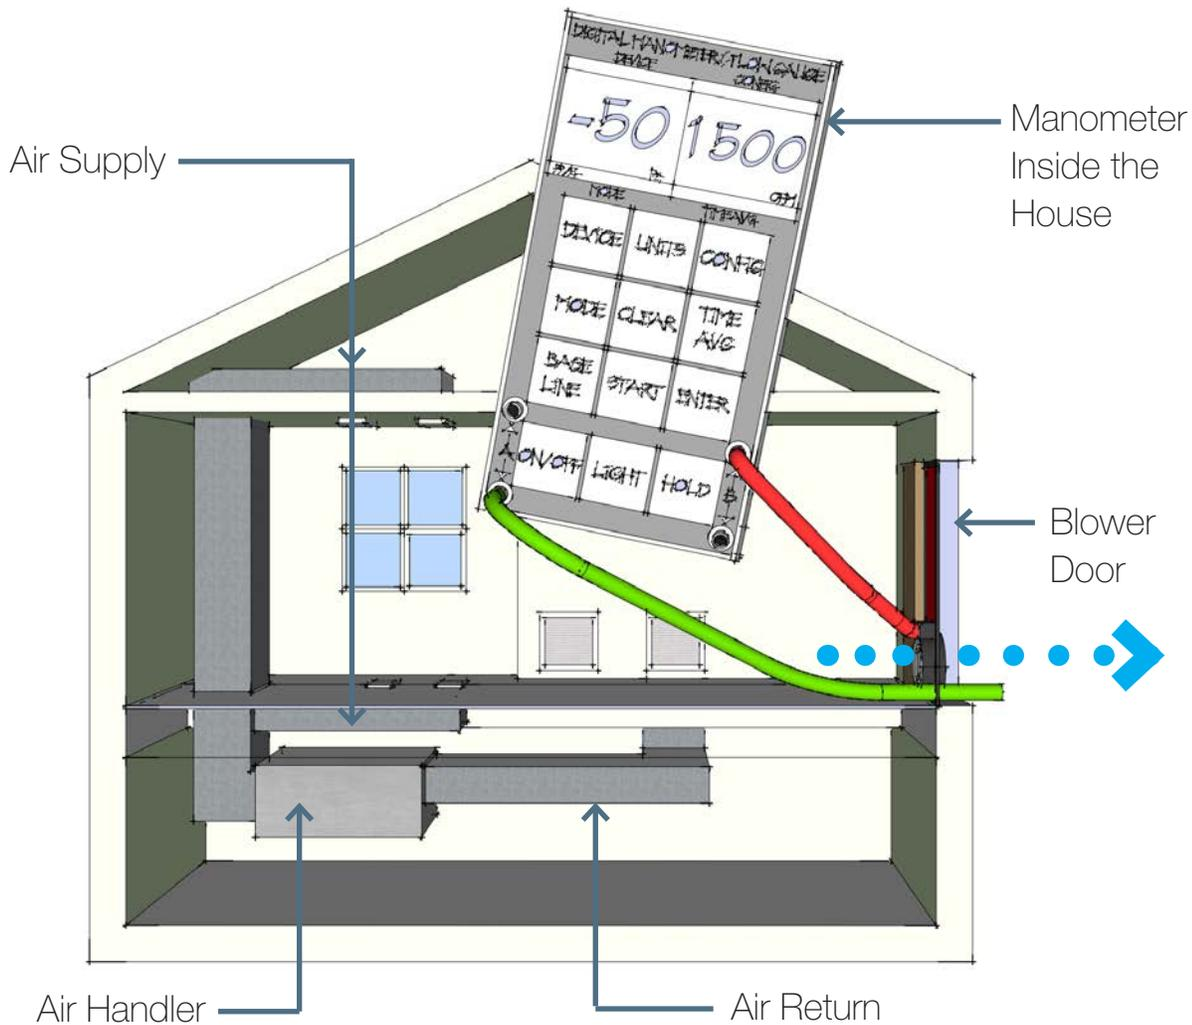 DIGITAL MANOMETER/FLOW GAUGE
DEVICE CONFIG
-50 1500
PA
CFM
MODE TIME AVG
DEVICE UNITS CONFIG
MODE CLEAR TIME AVG
BASE LINE START ENTER
ON/OFF LIGHT HOLD
A
B
Manometer
Inside the
House
Air Supply
Blower
Door
Air Handler
Air Return